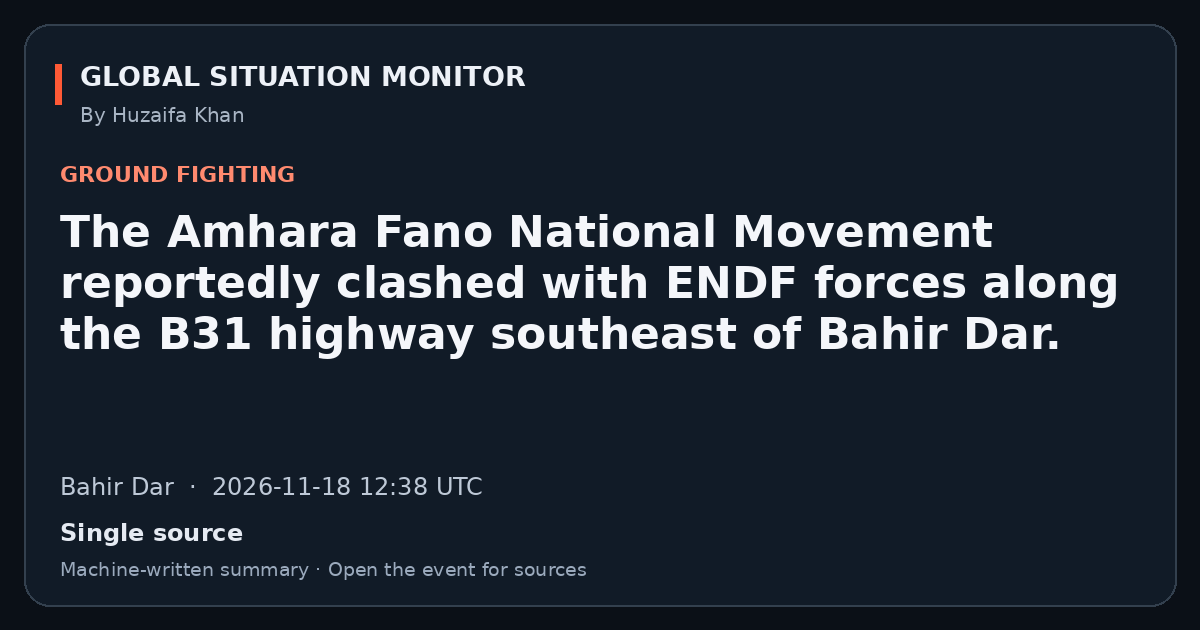 GLOBAL SITUATION MONITOR
By Huzaifa Khan
GROUND FIGHTING
The Amhara Fano National Movement
reportedly clashed with ENDF forces along
the B31 highway southeast of Bahir Dar.
Bahir Dar · 2026-11-18 12:38 UTC
Single source
Machine-written summary · Open the event for sources